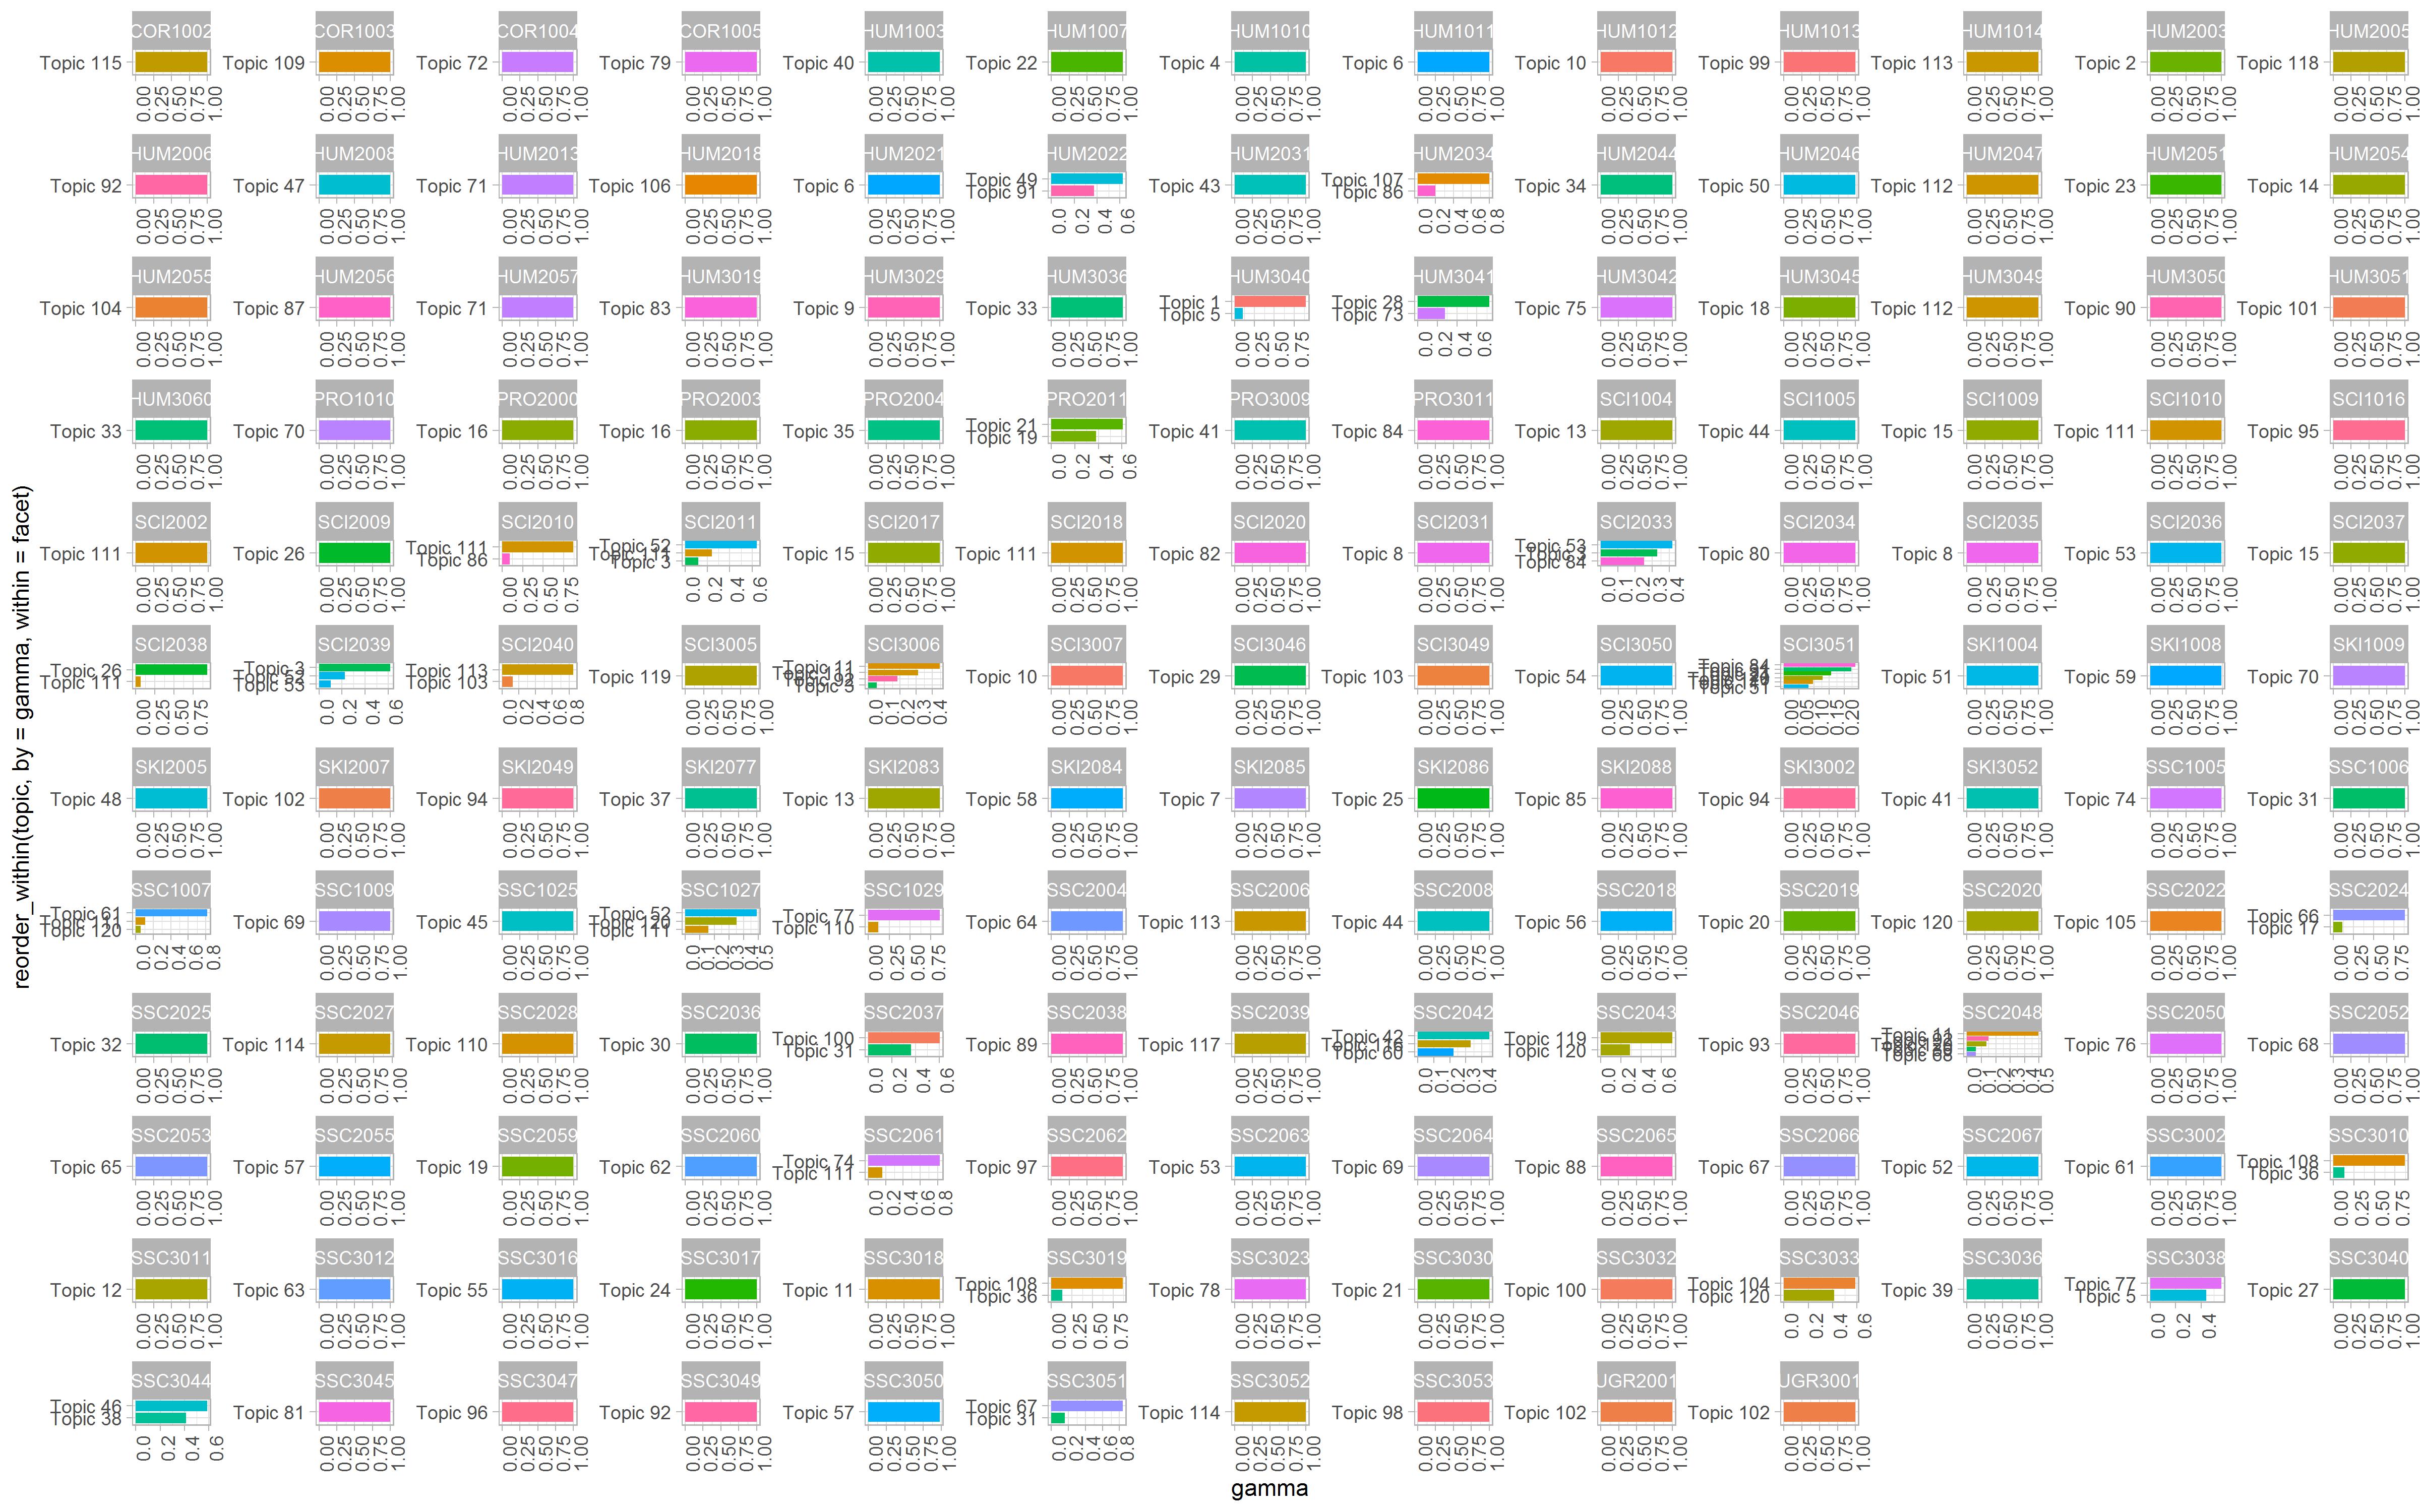 COR1002 COR1003 COR1004 COR1005 HUM1003 HUM1007 HUM1010 HUM1011 HUM1012 HUM1013 HUM1014 HUM2003 HUM2005
Topic 115 Topic 109 Topic 72 Topic 79 Topic 40 Topic 22 Topic 4 Topic 6 Topic 10 Topic 99 Topic 113 Topic 2 Topic 118
0.00 0.25 0.50 0.75 1.00 0.00 0.25 0.50 0.75 1.00 0.00 0.25 0.50 0.75 1.00 0.00 0.25 0.50 0.75 1.00 0.00 0.25 0.50 0.75 1.00 0.00 0.25 0.50 0.75 1.00 0.00 0.25 0.50 0.75 1.00 0.00 0.25 0.50 0.75 1.00 0.00 0.25 0.50 0.75 1.00 0.00 0.25 0.50 0.75 1.00 0.00 0.25 0.50 0.75 1.00 0.00 0.25 0.50 0.75 1.00 0.00 0.25 0.50 0.75 1.00
HUM2006 HUM2008 HUM2013 HUM2018 HUM2021 HUM2022 HUM2031 HUM2034 HUM2044 HUM2046 HUM2047 HUM2051 HUM2054
Topic 92 Topic 47 Topic 71 Topic 106 Topic 6 Topic 49 Topic 91 Topic 43 Topic 107 Topic 86 Topic 34 Topic 50 Topic 112 Topic 23 Topic 14
0.00 0.25 0.50 0.75 1.00 0.00 0.25 0.50 0.75 1.00 0.00 0.25 0.50 0.75 1.00 0.00 0.25 0.50 0.75 1.00 0.00 0.25 0.50 0.75 1.00 0.0 0.2 0.4 0.6 0.00 0.25 0.50 0.75 1.00 0.0 0.2 0.4 0.6 0.8 0.00 0.25 0.50 0.75 1.00 0.00 0.25 0.50 0.75 1.00 0.00 0.25 0.50 0.75 1.00 0.00 0.25 0.50 0.75 1.00 0.00 0.25 0.50 0.75 1.00
HUM2055 HUM2056 HUM2057 HUM3019 HUM3029 HUM3036 HUM3040 HUM3041 HUM3042 HUM3045 HUM3049 HUM3050 HUM3051
Topic 104 Topic 87 Topic 71 Topic 83 Topic 9 Topic 33 Topic 1 Topic 5 Topic 28 Topic 73 Topic 75 Topic 18 Topic 112 Topic 90 Topic 101
0.00 0.25 0.50 0.75 1.00 0.00 0.25 0.50 0.75 1.00 0.00 0.25 0.50 0.75 1.00 0.00 0.25 0.50 0.75 1.00 0.00 0.25 0.50 0.75 1.00 0.00 0.25 0.50 0.75 1.00 0.00 0.25 0.50 0.75 0.0 0.2 0.4 0.6 0.00 0.25 0.50 0.75 1.00 0.00 0.25 0.50 0.75 1.00 0.00 0.25 0.50 0.75 1.00 0.00 0.25 0.50 0.75 1.00 0.00 0.25 0.50 0.75 1.00
HUM3060 PRO1010 PRO2000 PRO2003 PRO2004 PRO2011 PRO3009 PRO3011 SCI1004 SCI1005 SCI1009 SCI1010 SCI1016
Topic 33 Topic 70 Topic 16 Topic 16 Topic 35 Topic 21 Topic 19 Topic 41 Topic 84 Topic 13 Topic 44 Topic 15 Topic 111 Topic 95
0.00 0.25 0.50 0.75 1.00 0.00 0.25 0.50 0.75 1.00 0.00 0.25 0.50 0.75 1.00 0.00 0.25 0.50 0.75 1.00 0.00 0.25 0.50 0.75 1.00 0.0 0.2 0.4 0.6 0.00 0.25 0.50 0.75 1.00 0.00 0.25 0.50 0.75 1.00 0.00 0.25 0.50 0.75 1.00 0.00 0.25 0.50 0.75 1.00 0.00 0.25 0.50 0.75 1.00 0.00 0.25 0.50 0.75 1.00 0.00 0.25 0.50 0.75 1.00
reorder_within(topic, by = gamma, within = facet)
SCI2002 SCI2009 SCI2010 SCI2011 SCI2017 SCI2018 SCI2020 SCI2031 SCI2033 SCI2034 SCI2035 SCI2036 SCI2037
Topic 111 Topic 26 Topic 111 Topic 86 Topic 52 Topic 111 Topic 3 Topic 15 Topic 111 Topic 82 Topic 8 Topic 53 Topic 3 Topic 84 Topic 80 Topic 8 Topic 53 Topic 15
0.00 0.25 0.50 0.75 1.00 0.00 0.25 0.50 0.75 1.00 0.00 0.25 0.50 0.75 0.0 0.2 0.4 0.6 0.00 0.25 0.50 0.75 1.00 0.00 0.25 0.50 0.75 1.00 0.00 0.25 0.50 0.75 1.00 0.00 0.25 0.50 0.75 1.00 0.0 0.1 0.2 0.3 0.4 0.00 0.25 0.50 0.75 1.00 0.00 0.25 0.50 0.75 1.00 0.00 0.25 0.50 0.75 1.00 0.00 0.25 0.50 0.75 1.00
SCI2038 SCI2039 SCI2040 SCI3005 SCI3006 SCI3007 SCI3046 SCI3049 SCI3050 SCI3051 SKI1004 SKI1008 SKI1009
Topic 26 Topic 111 Topic 3 Topic 52 Topic 53 Topic 113 Topic 103 Topic 119 Topic 11 Topic 3 Topic 10 Topic 29 Topic 103 Topic 54 Topic 84 Topic 51 Topic 51 Topic 59 Topic 70
0.00 0.25 0.50 0.75 0.0 0.2 0.4 0.6 0.0 0.2 0.4 0.6 0.8 0.00 0.25 0.50 0.75 1.00 0.0 0.1 0.2 0.3 0.4 0.00 0.25 0.50 0.75 1.00 0.00 0.25 0.50 0.75 1.00 0.00 0.25 0.50 0.75 1.00 0.00 0.25 0.50 0.75 1.00 0.00 0.05 0.10 0.15 0.20 0.00 0.25 0.50 0.75 1.00 0.00 0.25 0.50 0.75 1.00 0.00 0.25 0.50 0.75 1.00
SKI2005 SKI2007 SKI2049 SKI2077 SKI2083 SKI2084 SKI2085 SKI2086 SKI2088 SKI3002 SKI3052 SSC1005 SSC1006
Topic 48 Topic 102 Topic 94 Topic 37 Topic 13 Topic 58 Topic 7 Topic 25 Topic 85 Topic 94 Topic 41 Topic 74 Topic 31
0.00 0.25 0.50 0.75 1.00 0.00 0.25 0.50 0.75 1.00 0.00 0.25 0.50 0.75 1.00 0.00 0.25 0.50 0.75 1.00 0.00 0.25 0.50 0.75 1.00 0.00 0.25 0.50 0.75 1.00 0.00 0.25 0.50 0.75 1.00 0.00 0.25 0.50 0.75 1.00 0.00 0.25 0.50 0.75 1.00 0.00 0.25 0.50 0.75 1.00 0.00 0.25 0.50 0.75 1.00 0.00 0.25 0.50 0.75 1.00 0.00 0.25 0.50 0.75 1.00
SSC1007 SSC1009 SSC1025 SSC1027 SSC1029 SSC2004 SSC2006 SSC2008 SSC2018 SSC2019 SSC2020 SSC2022 SSC2024
Topic 61 Topic 111 Topic 120 Topic 69 Topic 45 Topic 52 Topic 120 Topic 111 Topic 77 Topic 110 Topic 64 Topic 113 Topic 44 Topic 56 Topic 20 Topic 120 Topic 105 Topic 66 Topic 17
0.0 0.2 0.4 0.6 0.8 0.00 0.25 0.50 0.75 1.00 0.00 0.25 0.50 0.75 1.00 0.0 0.1 0.2 0.3 0.4 0.5 0.00 0.25 0.50 0.75 0.00 0.25 0.50 0.75 1.00 0.00 0.25 0.50 0.75 1.00 0.00 0.25 0.50 0.75 1.00 0.00 0.25 0.50 0.75 1.00 0.00 0.25 0.50 0.75 1.00 0.00 0.25 0.50 0.75 1.00 0.00 0.25 0.50 0.75 1.00 0.00 0.25 0.50 0.75
SSC2025 SSC2027 SSC2028 SSC2036 SSC2037 SSC2038 SSC2039 SSC2042 SSC2043 SSC2046 SSC2048 SSC2050 SSC2052
Topic 32 Topic 114 Topic 110 Topic 30 Topic 100 Topic 31 Topic 89 Topic 117 Topic 42 Topic 116 Topic 60 Topic 119 Topic 120 Topic 93 Topic 11 Topic 68 Topic 76 Topic 68
0.00 0.25 0.50 0.75 1.00 0.00 0.25 0.50 0.75 1.00 0.00 0.25 0.50 0.75 1.00 0.00 0.25 0.50 0.75 1.00 0.0 0.2 0.4 0.6 0.00 0.25 0.50 0.75 1.00 0.00 0.25 0.50 0.75 1.00 0.0 0.1 0.2 0.3 0.4 0.0 0.2 0.4 0.6 0.00 0.25 0.50 0.75 1.00 0.0 0.1 0.2 0.3 0.4 0.5 0.00 0.25 0.50 0.75 1.00 0.00 0.25 0.50 0.75 1.00
SSC2053 SSC2055 SSC2059 SSC2060 SSC2061 SSC2062 SSC2063 SSC2064 SSC2065 SSC2066 SSC2067 SSC3002 SSC3010
Topic 65 Topic 57 Topic 19 Topic 62 Topic 74 Topic 111 Topic 97 Topic 53 Topic 69 Topic 88 Topic 67 Topic 52 Topic 61 Topic 108 Topic 36
0.00 0.25 0.50 0.75 1.00 0.00 0.25 0.50 0.75 1.00 0.00 0.25 0.50 0.75 1.00 0.00 0.25 0.50 0.75 1.00 0.0 0.2 0.4 0.6 0.8 0.00 0.25 0.50 0.75 1.00 0.00 0.25 0.50 0.75 1.00 0.00 0.25 0.50 0.75 1.00 0.00 0.25 0.50 0.75 1.00 0.00 0.25 0.50 0.75 1.00 0.00 0.25 0.50 0.75 1.00 0.00 0.25 0.50 0.75 1.00 0.00 0.25 0.50 0.75
SSC3011 SSC3012 SSC3016 SSC3017 SSC3018 SSC3019 SSC3023 SSC3030 SSC3032 SSC3033 SSC3036 SSC3038 SSC3040
Topic 12 Topic 63 Topic 55 Topic 24 Topic 11 Topic 108 Topic 36 Topic 78 Topic 21 Topic 100 Topic 104 Topic 120 Topic 39 Topic 77 Topic 5 Topic 27
0.00 0.25 0.50 0.75 1.00 0.00 0.25 0.50 0.75 1.00 0.00 0.25 0.50 0.75 1.00 0.00 0.25 0.50 0.75 1.00 0.00 0.25 0.50 0.75 1.00 0.00 0.25 0.50 0.75 0.00 0.25 0.50 0.75 1.00 0.00 0.25 0.50 0.75 1.00 0.00 0.25 0.50 0.75 1.00 0.0 0.2 0.4 0.6 0.00 0.25 0.50 0.75 1.00 0.0 0.2 0.4 0.00 0.25 0.50 0.75 1.00
SSC3044 SSC3045 SSC3047 SSC3049 SSC3050 SSC3051 SSC3052 SSC3053 UGR2001 UGR3001
Topic 46 Topic 38 Topic 81 Topic 96 Topic 92 Topic 57 Topic 67 Topic 31 Topic 114 Topic 98 Topic 102 Topic 102
0.0 0.2 0.4 0.6 0.00 0.25 0.50 0.75 1.00 0.00 0.25 0.50 0.75 1.00 0.00 0.25 0.50 0.75 1.00 0.00 0.25 0.50 0.75 1.00 0.0 0.2 0.4 0.6 0.8 0.00 0.25 0.50 0.75 1.00 0.00 0.25 0.50 0.75 1.00 0.00 0.25 0.50 0.75 1.00 0.00 0.25 0.50 0.75 1.00
gamma